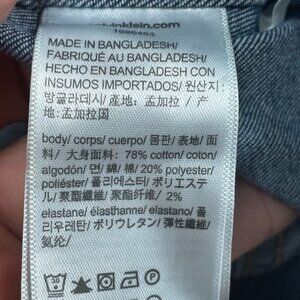 kleinklein.com
MADE IN BANGLADESH/
FABRIQUÉ AU BANGLADESH/
HECHO EN BANGLADESH CON
INSUMOS IMPORTADOS/ 원산지
방글라데시/ 產地: 孟加拉/ 产
地: 孟加拉国
body/ corps/ cuerpo/ 몸판/ 表地/ 面
料/ 大身面料: 78% cotton/ coton/
algodón/ 면/ 綿/ 棉/ 20% polyester/
poliéster/ 폴리에스터/ ポリエステ
ル/ 聚酯纖維/ 聚酯纤维/ 2%
elastane/ élasthanne/ elastano/ 폴
리우레탄/ ポリウレタン/ 彈性纖維/
氨纶/